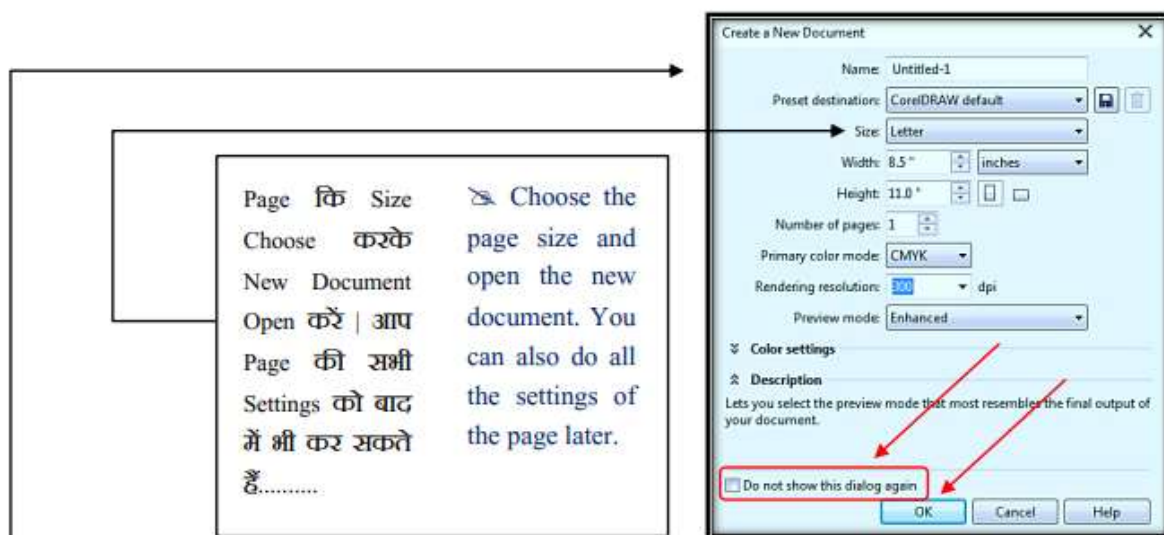 Page कि Size
Choose करके
New Document
Open करें | आप
Page की सभी
Settings को बाद
में भी कर सकते
हैं..........
Choose the
page size and
open the new
document. You
can also do all
the settings of
the page later.
Create a New Document
Name: Untitled-1
Preset destination: CorelDRAW default
Size: Letter
Width: 8.5 " inches
Height: 11.0 "
Number of pages: 1
Primary color mode: CMYK
Rendering resolution: 300 dpi
Preview mode: Enhanced
Color settings
Description
Lets you select the preview mode that most resembles the final output of
your document.
Do not show this dialog again
OK Cancel Help